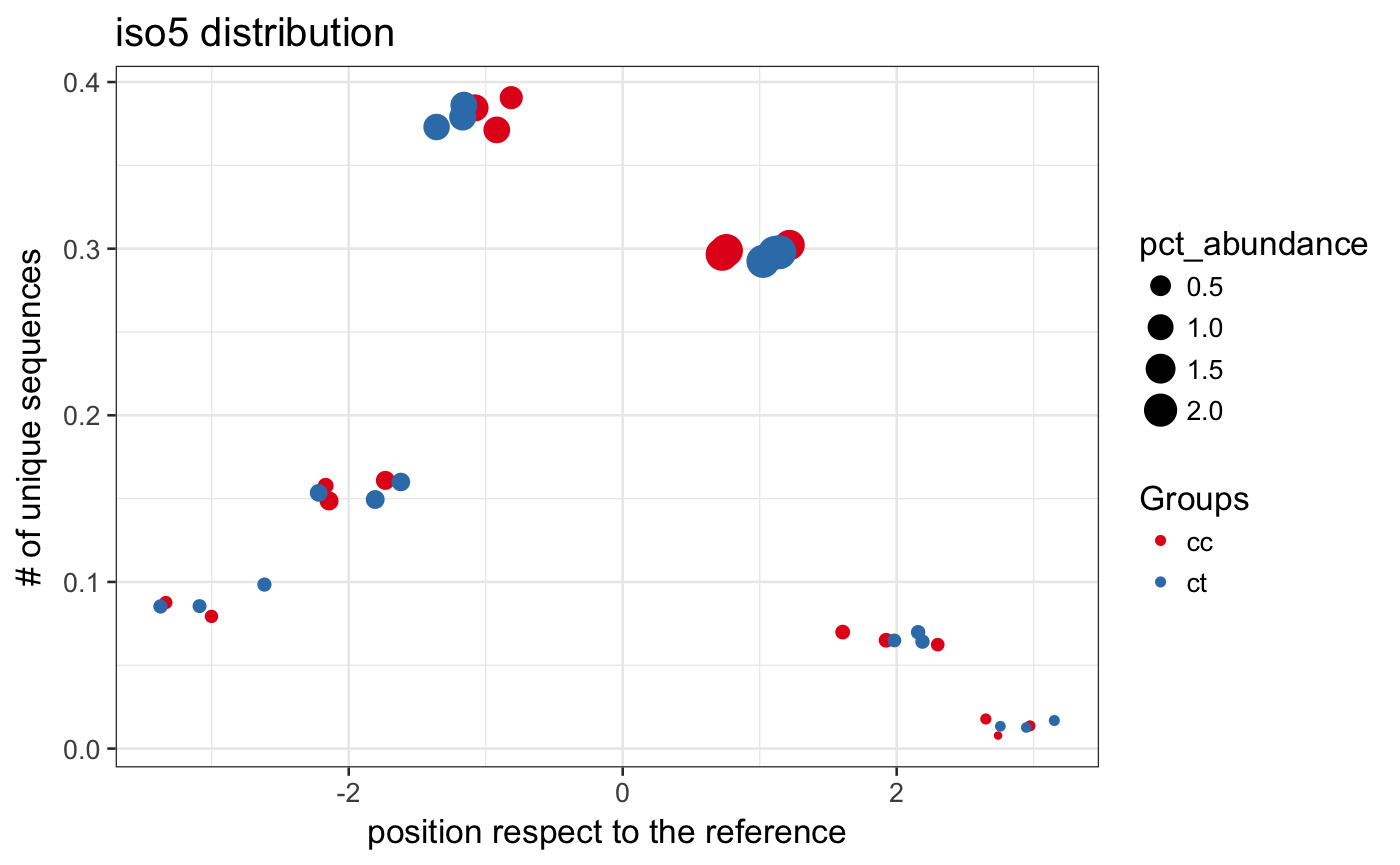 iso5 distribution
0.4
0.3
0.2
0.1
0.0
# of unique sequences
-2
0
2
position respect to the reference
pct_abundance
0.5
1.0
1.5
2.0
Groups
cc
ct